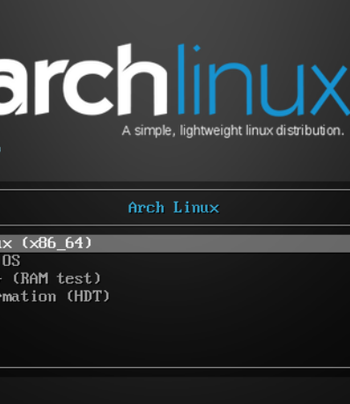 archlinux
A simple, lightweight linux distribution.
Arch Linux
ux (x86_64)
OS
(RAM test)
rmation (HDT)